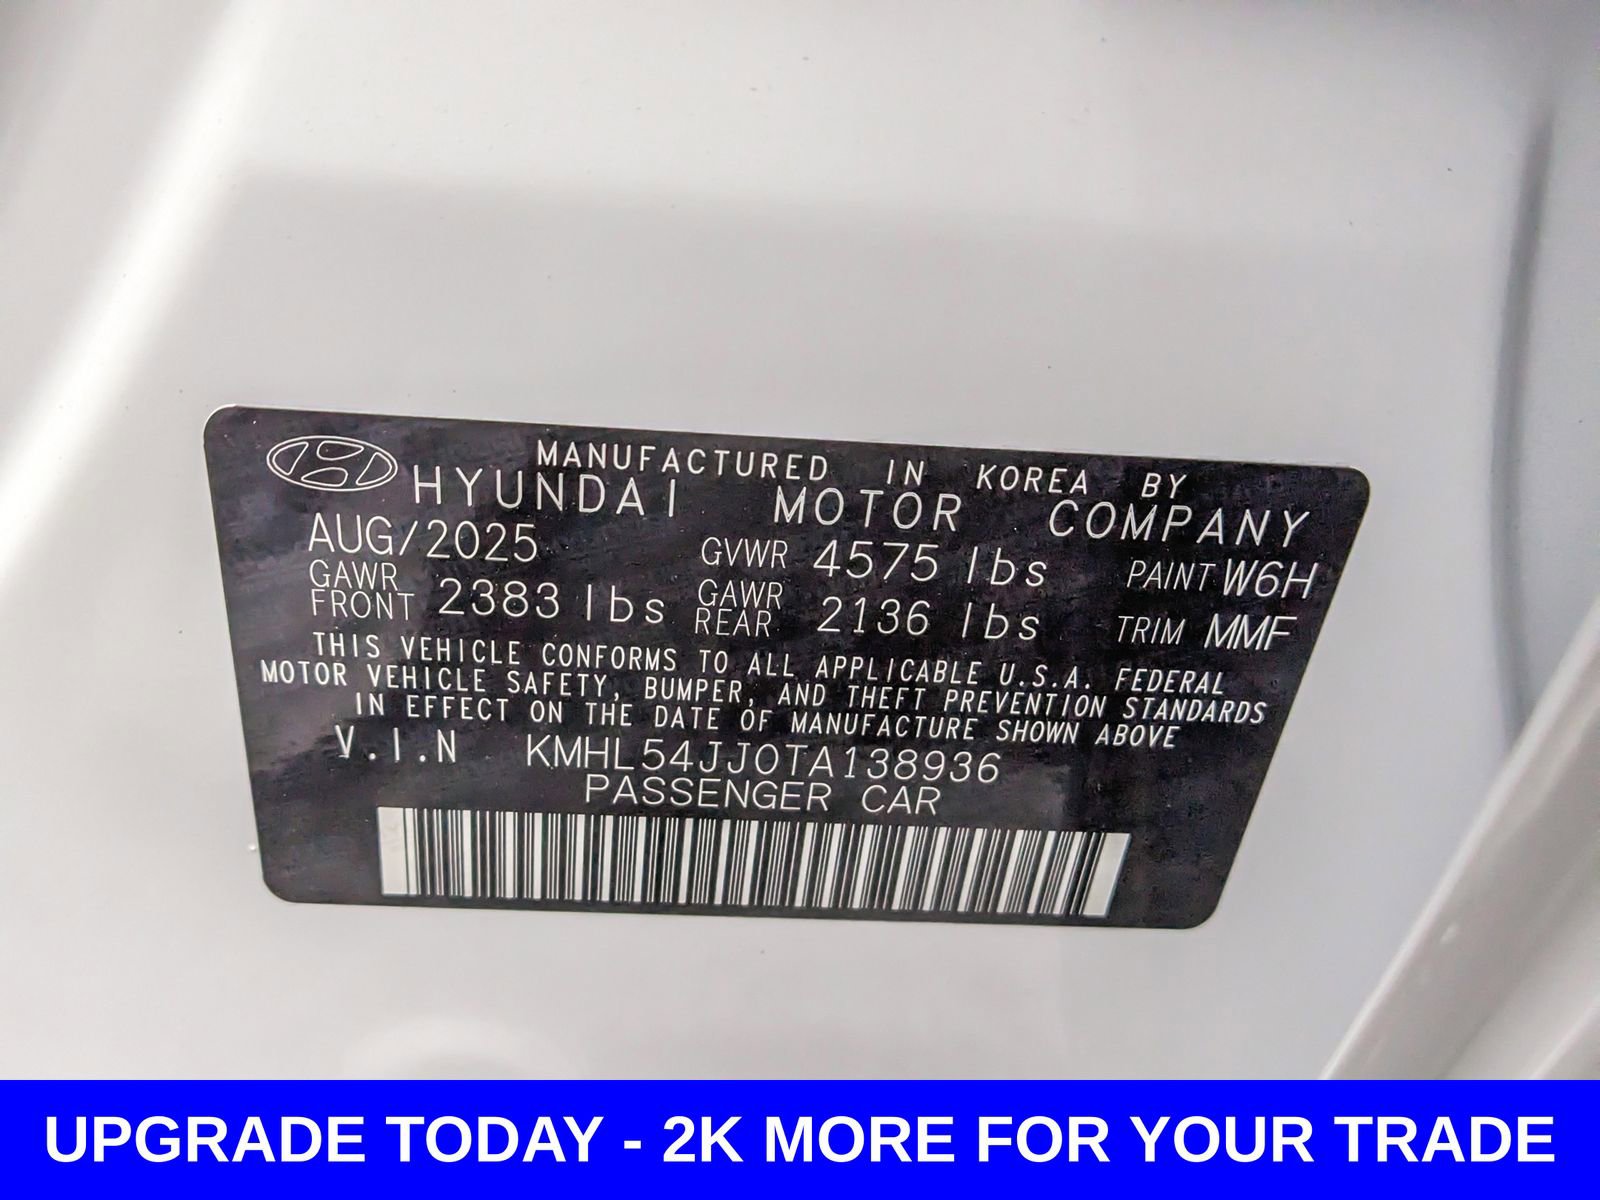 MANUFACTURED IN KOREA BY
HYUNDAI MOTOR COMPANY
AUG/2025 GVWR 4575 lbs PAINT W6H
GAWR FRONT 2383 lbs GAWR REAR 2136 lbs TRIM MMF
THIS VEHICLE CONFORMS TO ALL APPLICABLE U.S.A. FEDERAL
MOTOR VEHICLE SAFETY, BUMPER, AND THEFT PREVENTION STANDARDS
IN EFFECT ON THE DATE OF MANUFACTURE SHOWN ABOVE
V.I.N KMHL54JJ0TA138936
PASSENGER CAR
UPGRADE TODAY - 2K MORE FOR YOUR TRADE